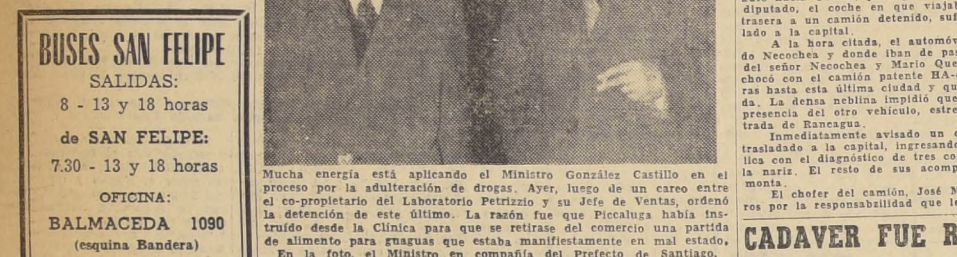 BUSES SAN FELIPE
SALIDAS:
8 - 13 y 18 horas
de SAN FELIPE:
7.30 - 13 y 18 horas
OFICINA:
BALMACEDA 1090
(esquina Bandera)
Mucha energía está aplicando el Ministro González Castillo en el
proceso por la adulteración de drogas. Ayer, luego de un careo entre
el co-propietario del Laboratorio Petrizzio y su Jefe de Ventas, ordenó
la detención de este último. La razón fue que Piccaluga había ins-
truído desde la Clínica para que se retirase del comercio una partida
de alimento para guaguas que estaba manifiestamente en mal estado.
En la foto, el Ministro en compañía del Prefecto de Santiago,
diputado, el coche en que viajab
trasera a un camión detenido, suf
lado a la capital.
A la hora citada, el automóv
do Necochea y donde iban de pas
del señor Necochea y Mario Que
chocó con el camión patente HA-
ras hasta esta última ciudad y qu
da. La densa neblina impidió que
presencia del otro vehículo, estre
trada de Rancagua.
Inmediatamente avisado un c
trasladado a la capital, ingresando
lica con el diagnóstico de tres co
la nariz. El resto de sus acomp
monta.
El chofer del camión, José M
ros por la responsabzilidad que le
CADAVER FUE R